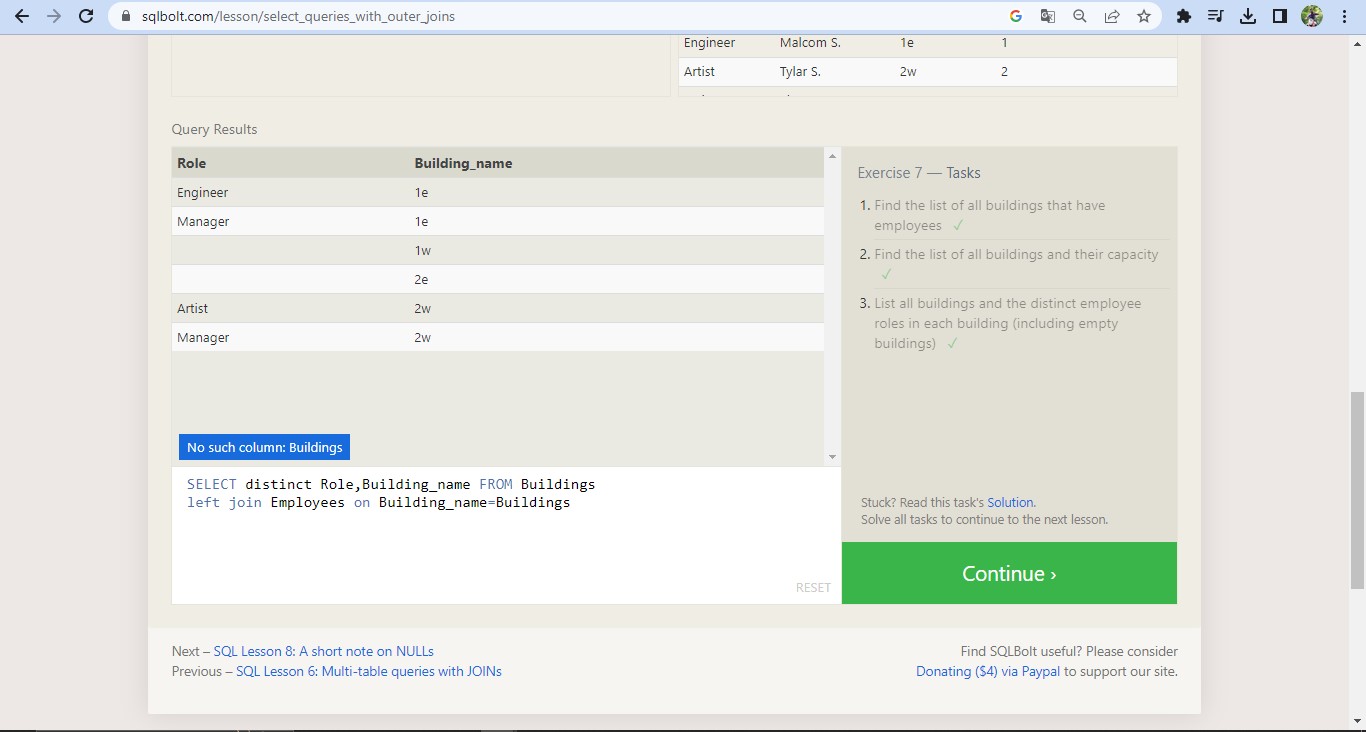 sqlbolt.com/lesson/select_queries_with_outer_joins
Engineer Malcom S. 1e 1
Artist Tylar S. 2w 2
Query Results
Role Building_name
Engineer 1e
Manager 1e
1w
2e
Artist 2w
Manager 2w
No such column: Buildings
SELECT distinct Role,Building_name FROM Buildings
left join Employees on Building_name=Buildings
RESET
Exercise 7 — Tasks
1. Find the list of all buildings that have
employees ✓
2. Find the list of all buildings and their capacity
✓
3. List all buildings and the distinct employee
roles in each building (including empty
buildings) ✓
Stuck? Read this task's Solution.
Solve all tasks to continue to the next lesson.
Continue ›
Next – SQL Lesson 8: A short note on NULLs
Previous – SQL Lesson 6: Multi-table queries with JOINs
Find SQLBolt useful? Please consider
Donating ($4) via Paypal to support our site.